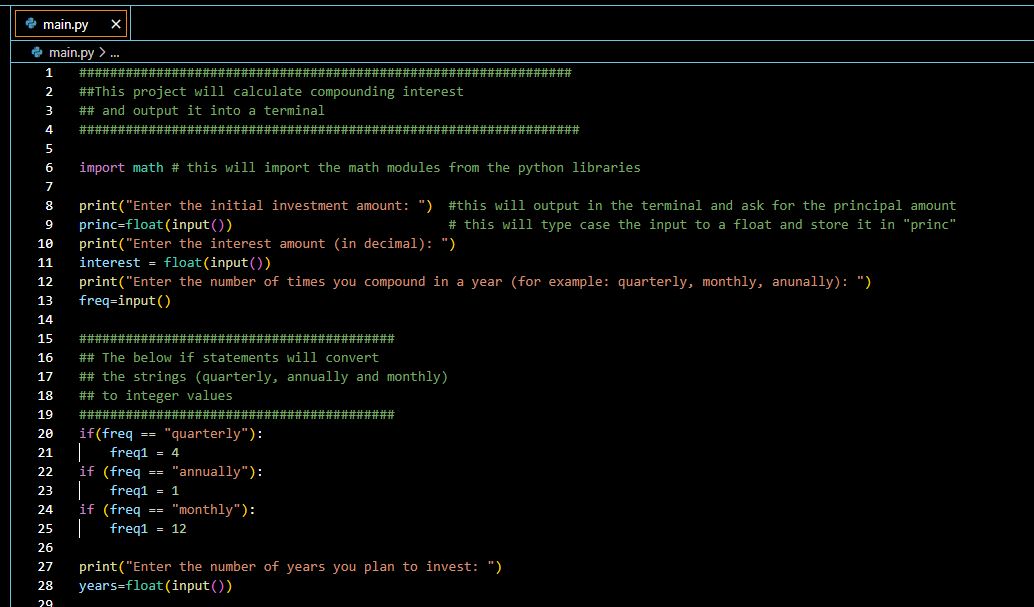 main.py ×
main.py > ...
1 ################################################################
2 ##This project will calculate compounding interest
3 ## and output it into a terminal
4 #################################################################
5
6 import math # this will import the math modules from the python libraries
7
8 print("Enter the initial investment amount: ")  #this will output in the terminal and ask for the principal amount
9 princ=float(input())                            # this will type case the input to a float and store it in "princ"
10 print("Enter the interest amount (in decimal): ")
11 interest = float(input())
12 print("Enter the number of times you compound in a year (for example: quarterly, monthly, anunally): ")
13 freq=input()
14
15 #########################################
16 ## The below if statements will convert
17 ## the strings (quarterly, annually and monthly)
18 ## to integer values
19 #########################################
20 if(freq == "quarterly"):
21     freq1 = 4
22 if (freq == "annually"):
23     freq1 = 1
24 if (freq == "monthly"):
25     freq1 = 12
26
27 print("Enter the number of years you plan to invest: ")
28 years=float(input())
29